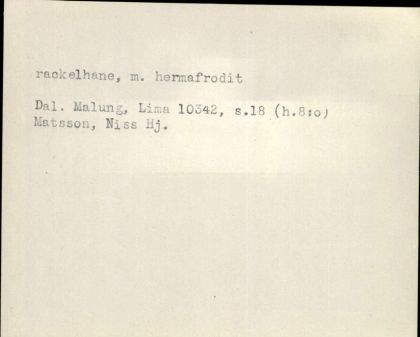 rackelhane, m. hermafrodit
Dal. Malung, Lima 10342, s.18 (h.8:o)
Matsson, Niss Hj.